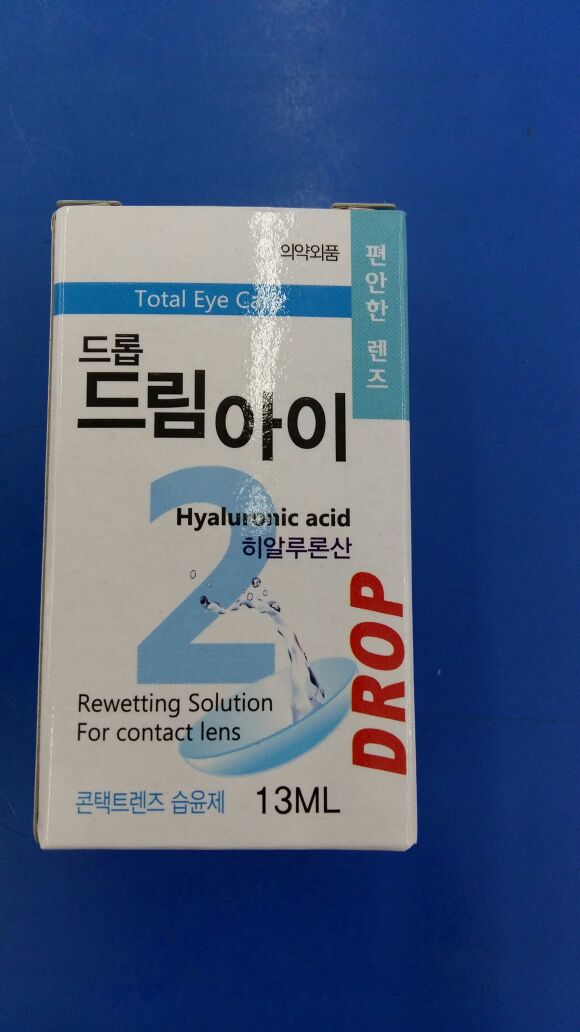 의약외품
편안한 렌즈
Total Eye Care
드롭
드림아이
2
Hyaluronic acid
히알루론산
DROP
Rewetting Solution
For contact lens
콘택트렌즈 습윤제 13ML